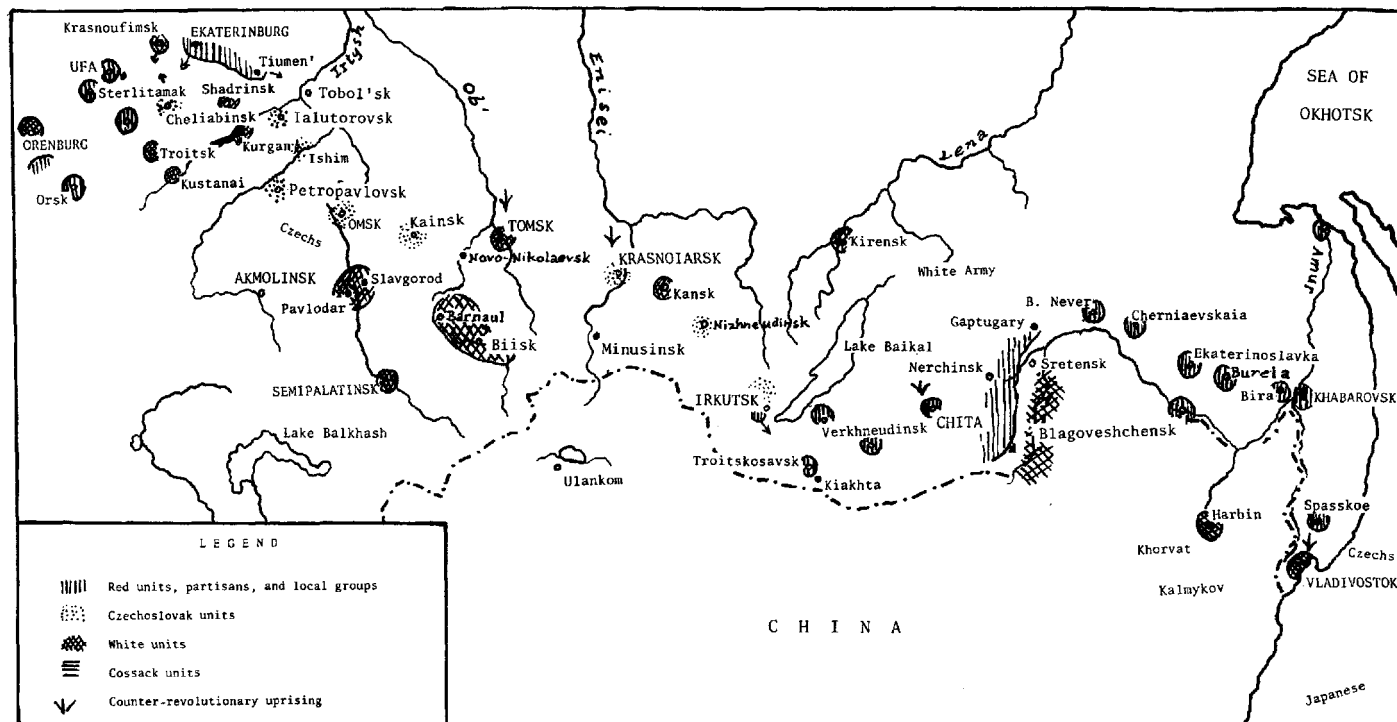 Krasnoufimsk
EKATERINBURG
Irtysh
Ob'
Enisei
Lena
SEA OF
OKHOTSK
UFA
Tiumen'
Sterlitamak
Shadrinsk
Tobol'sk
Cheliabinsk
Ialutorovsk
ORENBURG
Troitsk
Kurgan
Ishim
Orsk
Kustanai
Petropavlovsk
OMSK
Kainsk
TOMSK
Czechs
Novo-Nikolaevsk
KRASNOIARSK
Kirensk
White Army
Amur
AKMOLINSK
Slavgorod
Pavlodar
Kansk
B. Never
Cherniaevskaia
Barnaul
Biisk
Nizhneudinsk
Minusinsk
Gaptugary
Lake Baikal
Nerchinsk
Sretensk
Ekaterinoslavka
Bureia
Bira
KHABAROVSK
SEMIPALATINSK
IRKUTSK
CHITA
Verkhneudinsk
Blagoveshchensk
Lake Balkhash
Troitskosavsk
Ulankom
Kiakhta
Harbin
Spasskoe
Khorvat
Czechs
Kalmykov
VLADIVOSTOK
CHINA
Japanese
LEGEND
Red units, partisans, and local groups
Czechoslovak units
White units
Cossack units
Counter-revolutionary uprising